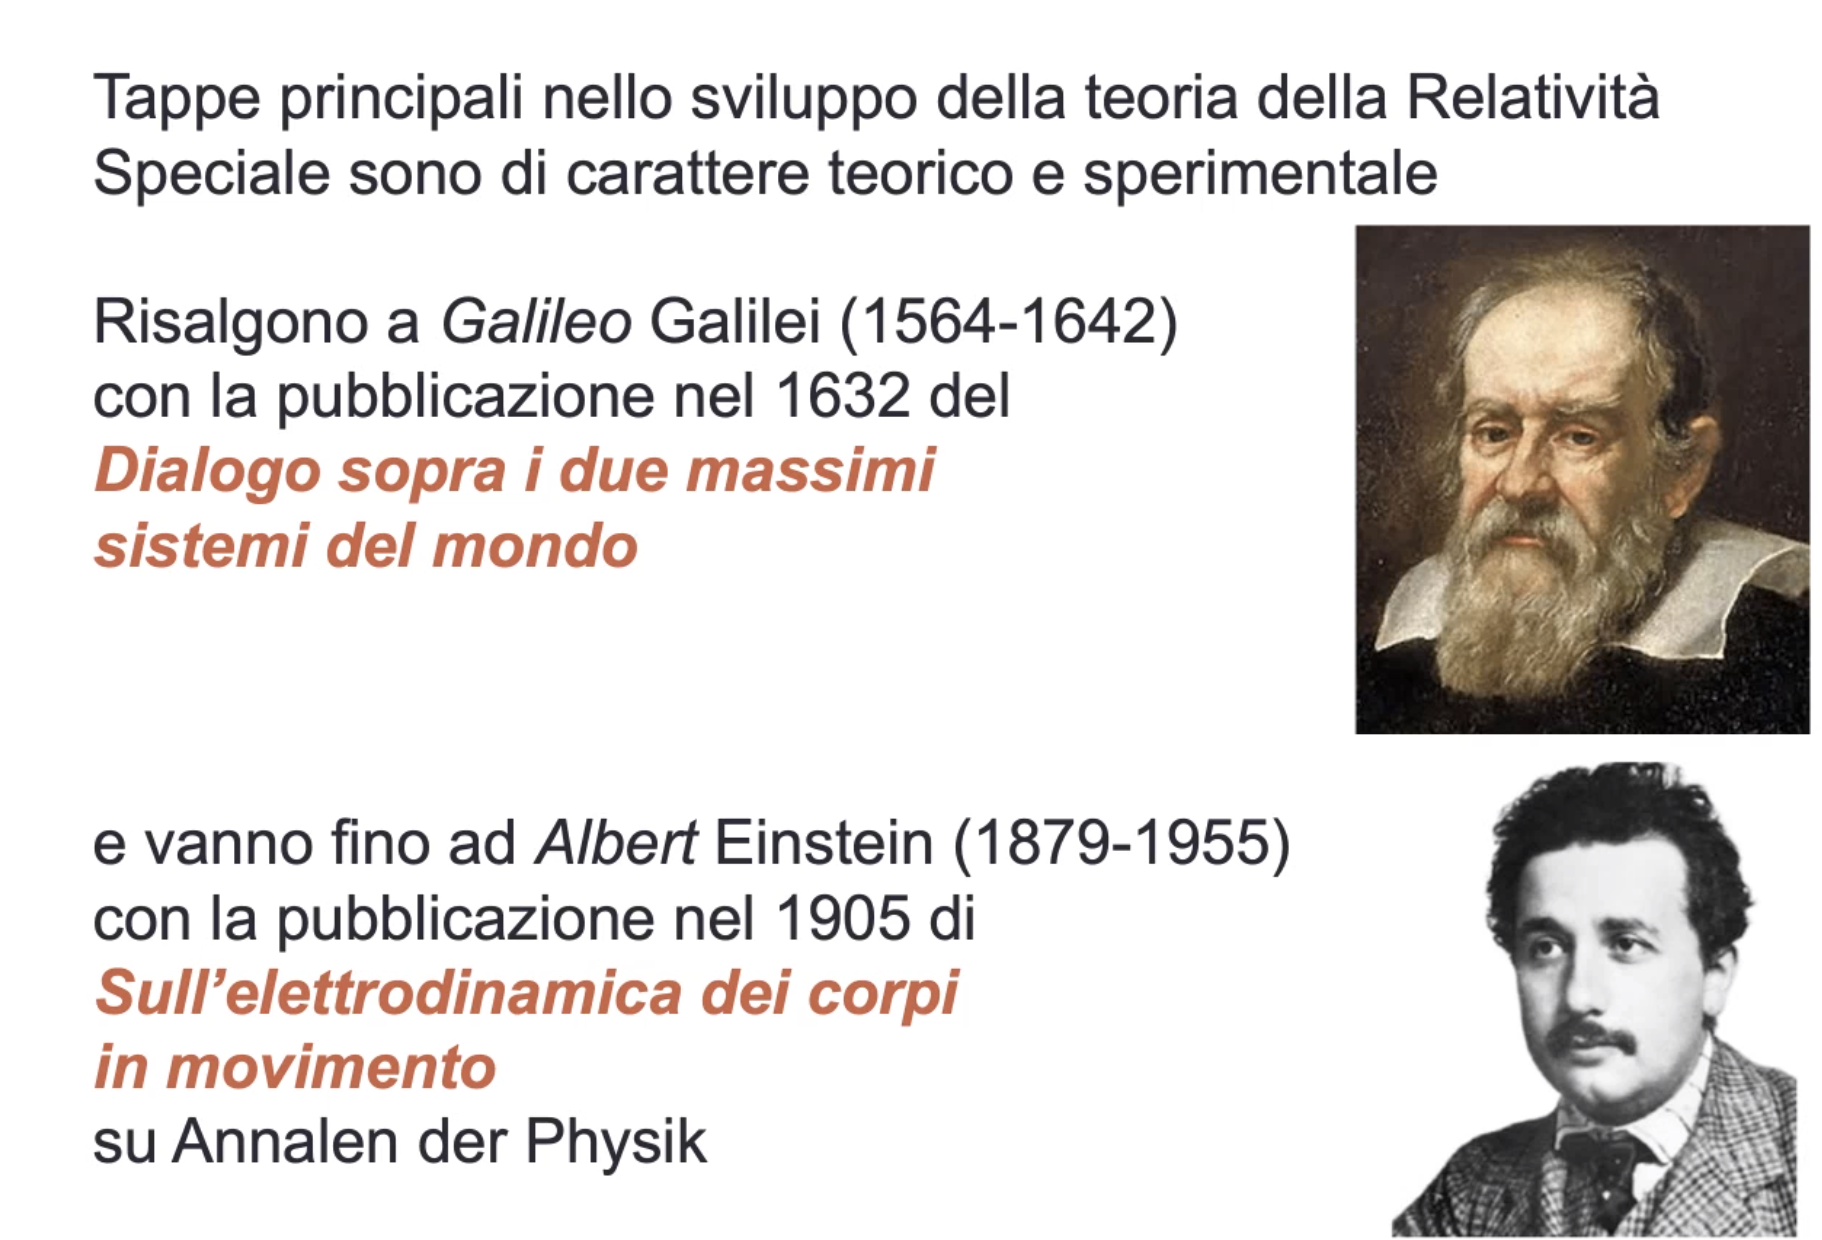 Tappe principali nello sviluppo della teoria della Relatività
Speciale sono di carattere teorico e sperimentale
Risalgono a Galileo Galilei (1564-1642)
con la pubblicazione nel 1632 del
Dialogo sopra i due massimi
sistemi del mondo
e vanno fino ad Albert Einstein (1879-1955)
con la pubblicazione nel 1905 di
Sull’elettrodinamica dei corpi
in movimento
su Annalen der Physik